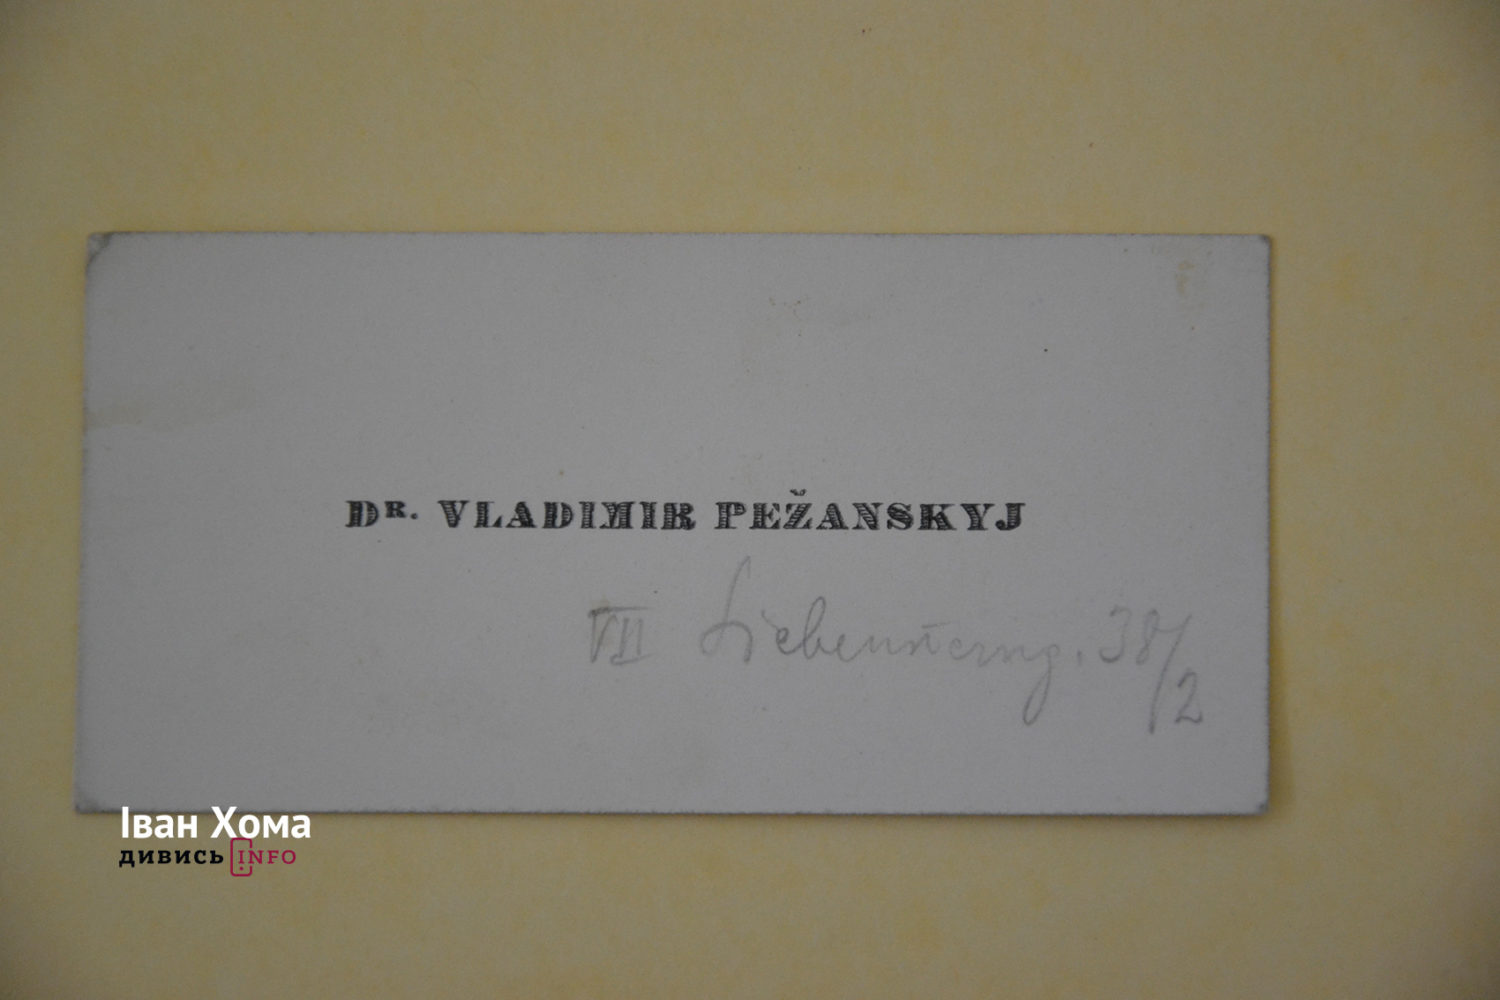 Dr. VLADIMIR PEŽANSKYJ
VII Siebensterng. 38/2
Іван Хома
дивись INFO